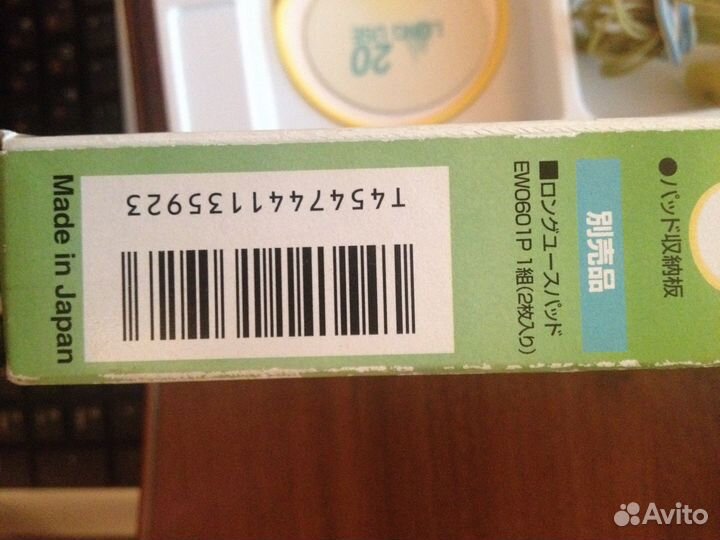 LONG USE
20
●パッド収納板
別売品
■ロングユースパッド
EW0601P 1組(2枚入り)
T4547441135923
Made in Japan
Avito